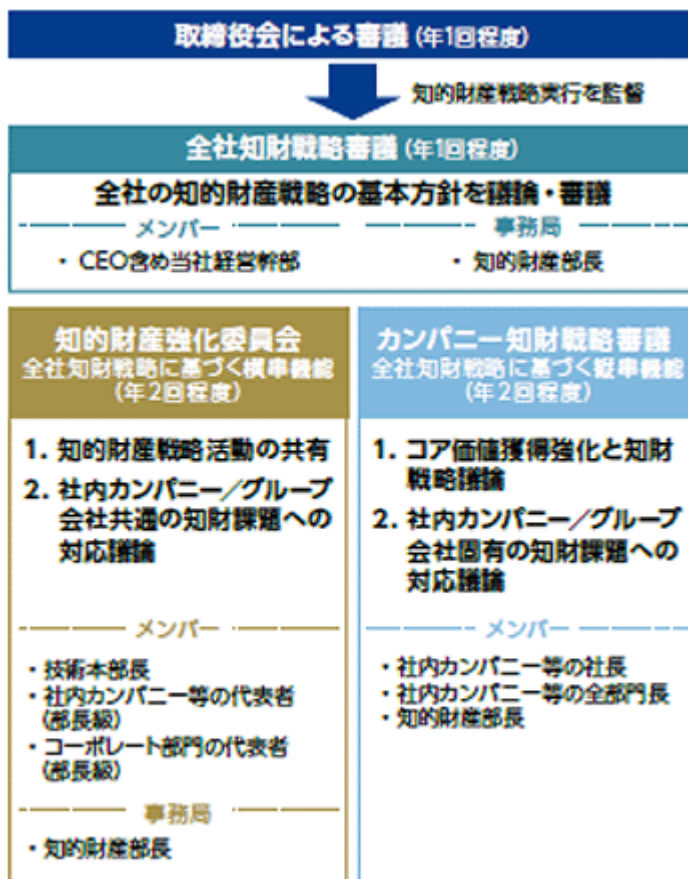 取締役会による審議(年1回程度)
知的財産戦略実行を監督
全社知財戦略審議(年1回程度)
全社の知的財産戦略の基本方針を議論・審議
メンバー
・ CEO含め当社経営幹部
事務局
・ 知的財産部長
知的財産強化委員会
全社知財戦略に基づく横串機能
(年2回程度)
1. 知的財産戦略活動の共有
2. 社内カンパニー/グループ
会社共通の知財課題への
対応議論
メンバー
・技術本部長
・社内カンパニー等の代表者
(部長級)
・コーポレート部門の代表者
(部長級)
事務局
・知的財産部長
カンパニー知財戦略審議
全社知財戦略に基づく縦串機能
(年2回程度)
1. コア価値獲得強化と知財
戦略議論
2. 社内カンパニー/グループ
会社固有の知財課題への
対応議論
メンバー
・社内カンパニー等の社長
・社内カンパニー等の全部門長
・知的財産部長